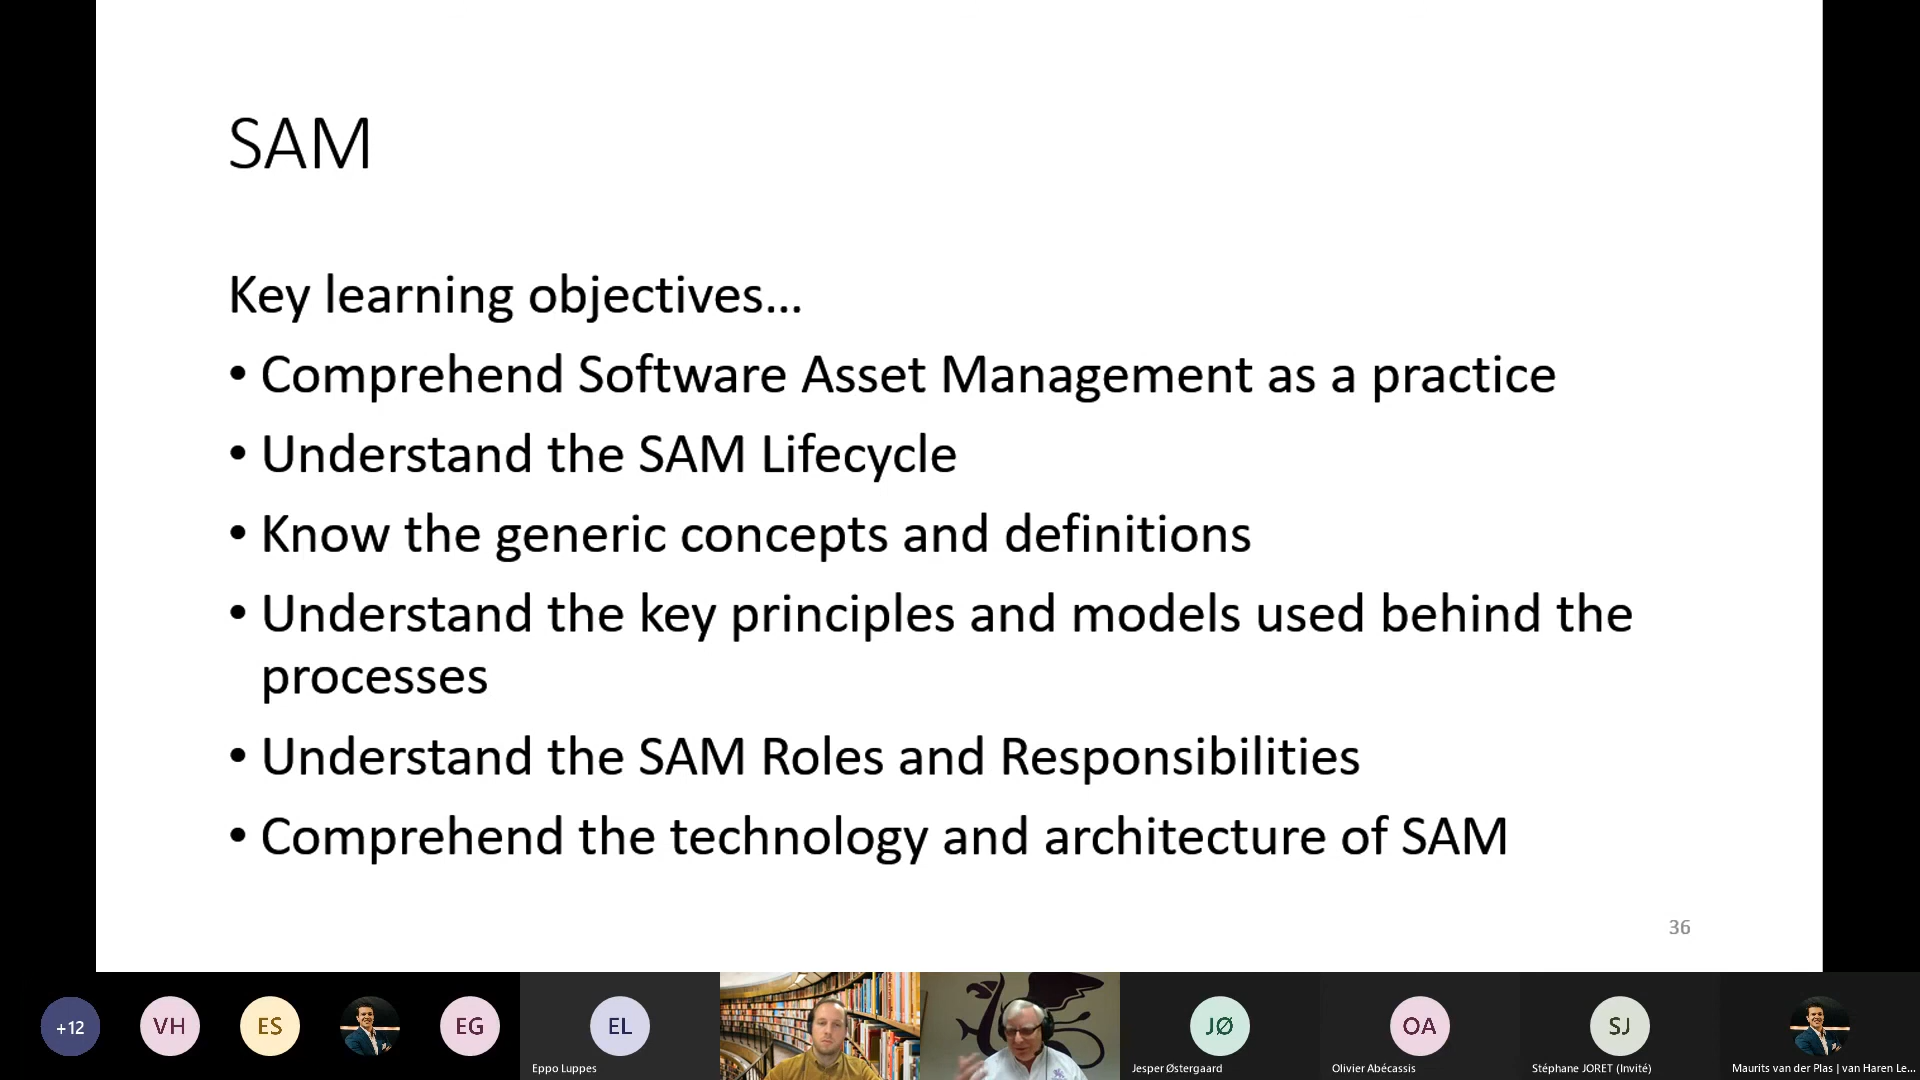 SAM
Key learning objectives...
• Comprehend Software Asset Management as a practice
• Understand the SAM Lifecycle
• Know the generic concepts and definitions
• Understand the key principles and models used behind the
processes
• Understand the SAM Roles and Responsibilities
• Comprehend the technology and architecture of SAM
36
+12
VH
ES
EG
EL
JØ
OA
SJ
Eppo Luppes
Jesper Østergaard
Olivier Abécassis
Stéphane JORET (Invité)
Maurits van der Plas | van Haren Le...